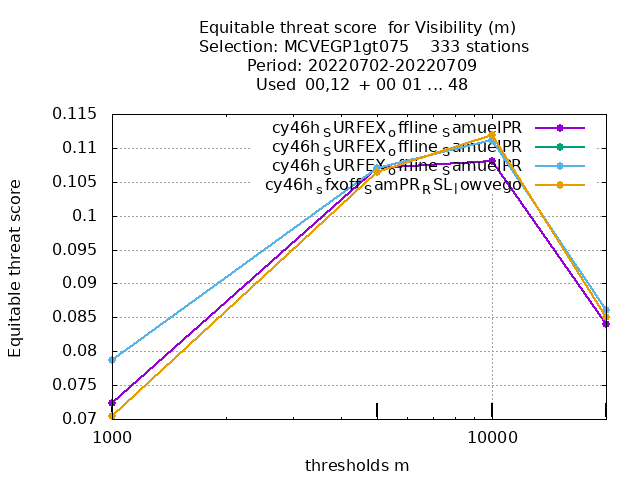 Equitable threat score for Visibility (m)
Selection: MCVEGP1gt075 333 stations
Period: 20220702-20220709
Used 00,12 + 00 01 ... 48
0.115
0.11
0.105
0.1
0.095
0.09
0.085
0.08
0.075
0.07
Equitable threat score
cy46h_SURFEX_offline_SamuelPR
cy46h_SURFEX_offline_SamuelPR
cy46h_SURFEX_offline_SamuelPR
cy46h_sfxoff_SamPR_RSL_lowvego
1000
10000
thresholds m